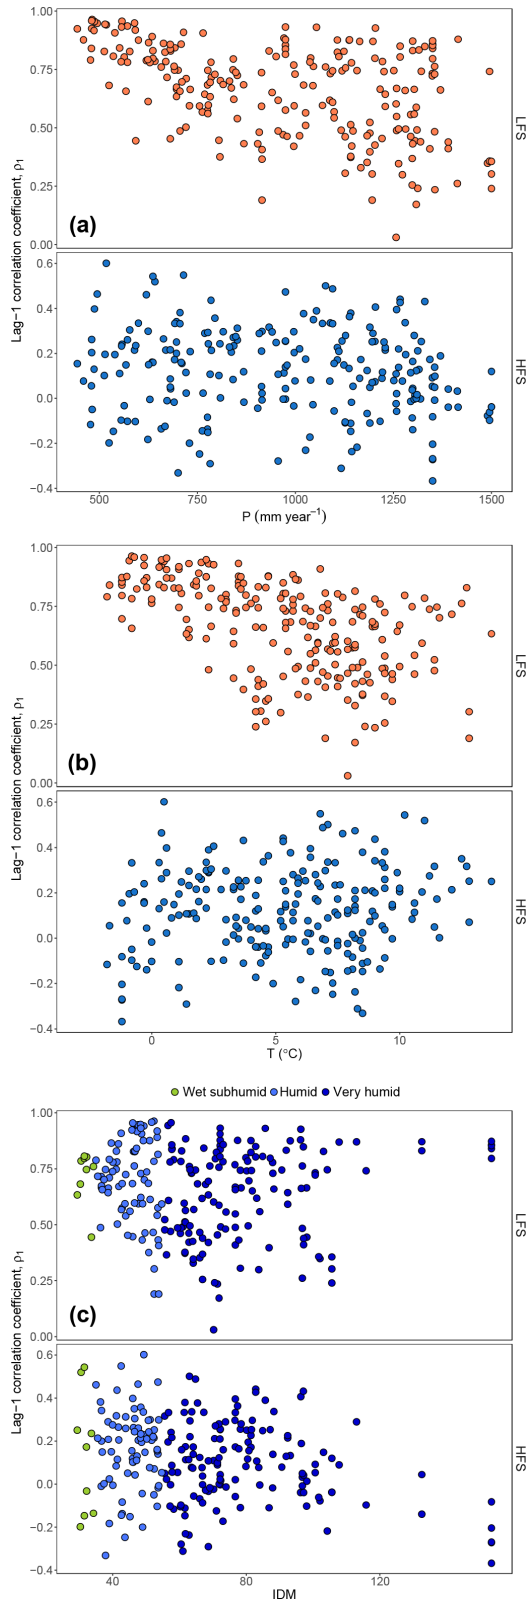 1.00
0.75
0.50
0.25
0.00
(a)
LFS
Lag-1 correlation coefficient, ρ₁
0.6
0.4
0.2
0.0
−0.2
−0.4
HFS
500 750 1000 1250 1500
P (mm year⁻¹)
1.00
0.75
0.50
0.25
0.00
(b)
LFS
Lag-1 correlation coefficient, ρ₁
0.6
0.4
0.2
0.0
−0.2
−0.4
HFS
0 5 10
T (°C)
Wet subhumid Humid Very humid
1.00
0.75
0.50
0.25
0.00
(c)
LFS
Lag-1 correlation coefficient, ρ₁
0.6
0.4
0.2
0.0
−0.2
−0.4
HFS
40 80 120
IDM